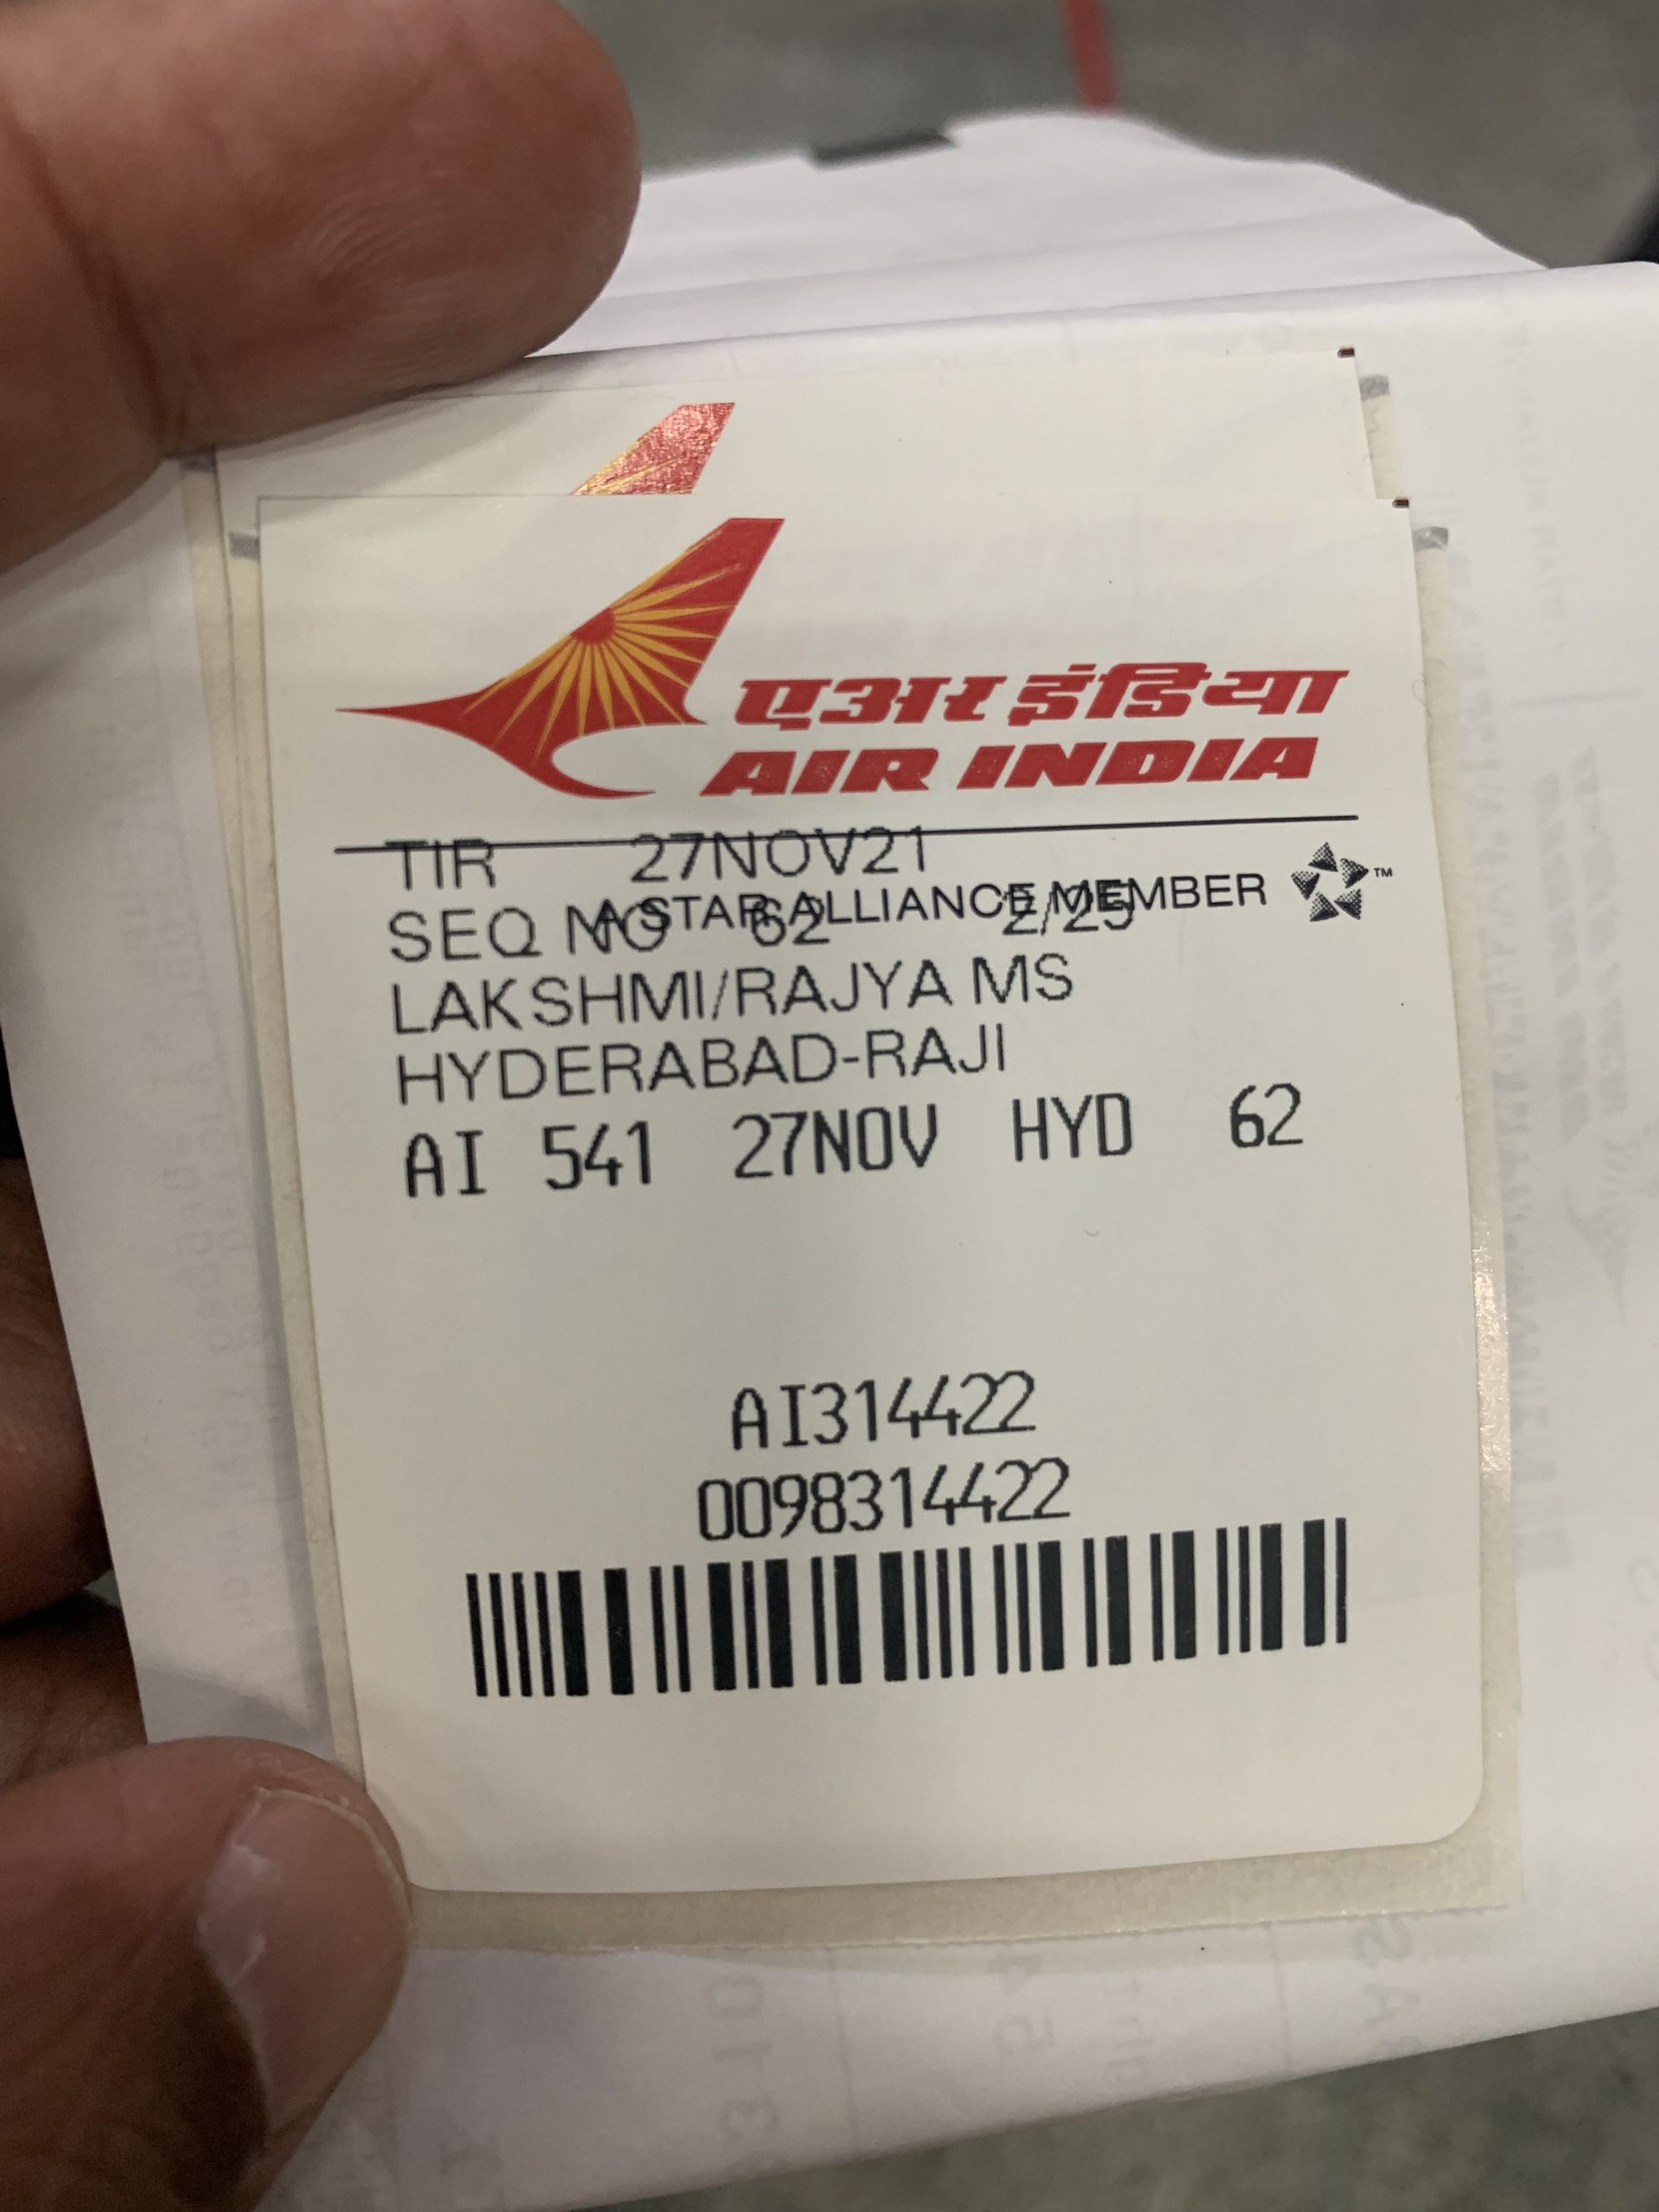 एअर इंडिया
AIR INDIA
TIR 27NOV21
A STAR ALLIANCE MEMBER ™
SEQ NO 62 2/25
LAKSHMI/RAJYA MS
HYDERABAD-RAJI
AI 541 27NOV HYD 62
AI314422
0098314422